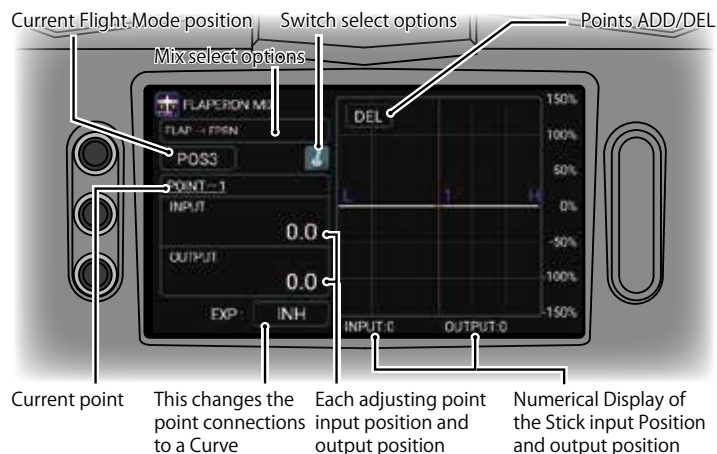 Current Flight Mode position
Switch select options
Points ADD/DEL
Mix select options
FLAPERON MIX
FLAP → FPRN
POS3
POINT—1
INPUT
0.0
OUTPUT
0.0
EXP
INH
DEL
L
1
H
150%
100%
50%
0%
-50%
-100%
-150%
INPUT:0
OUTPUT:0
Current point
This changes the
point connections
to a Curve
Each adjusting point
input position and
output position
Numerical Display of
the Stick input Position
and output position